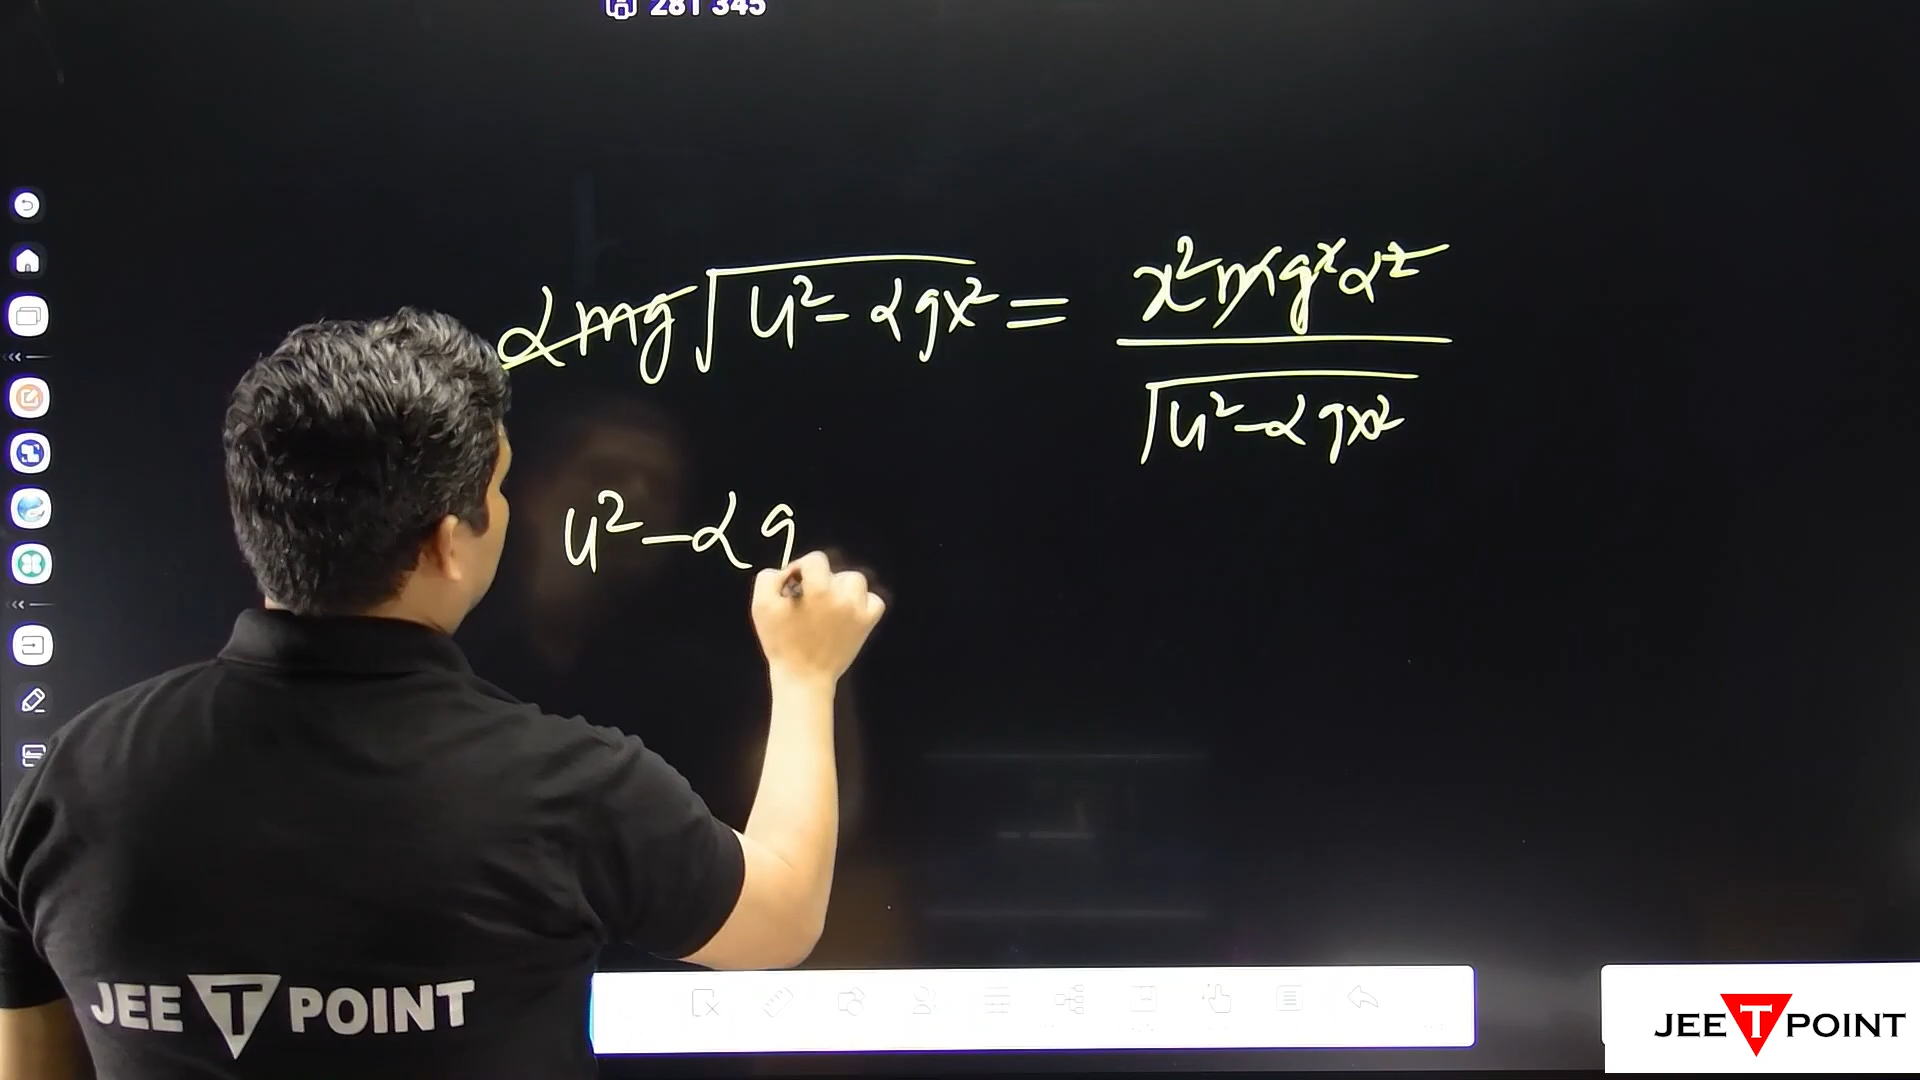 281 345
αmg√(u² - αgx²) = x²mg²α² / √(u² - αgx²)
u² - αg
JEE T POINT
JEE T POINT